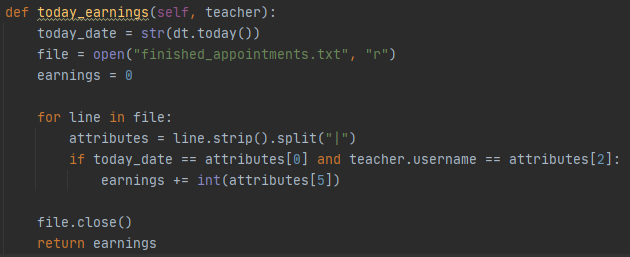 def today_earnings(self, teacher):
    today_date = str(dt.today())
    file = open("finished_appointments.txt", "r")
    earnings = 0

    for line in file:
        attributes = line.strip().split("|")
        if today_date == attributes[0] and teacher.username == attributes[2]:
            earnings += int(attributes[5])

    file.close()
    return earnings